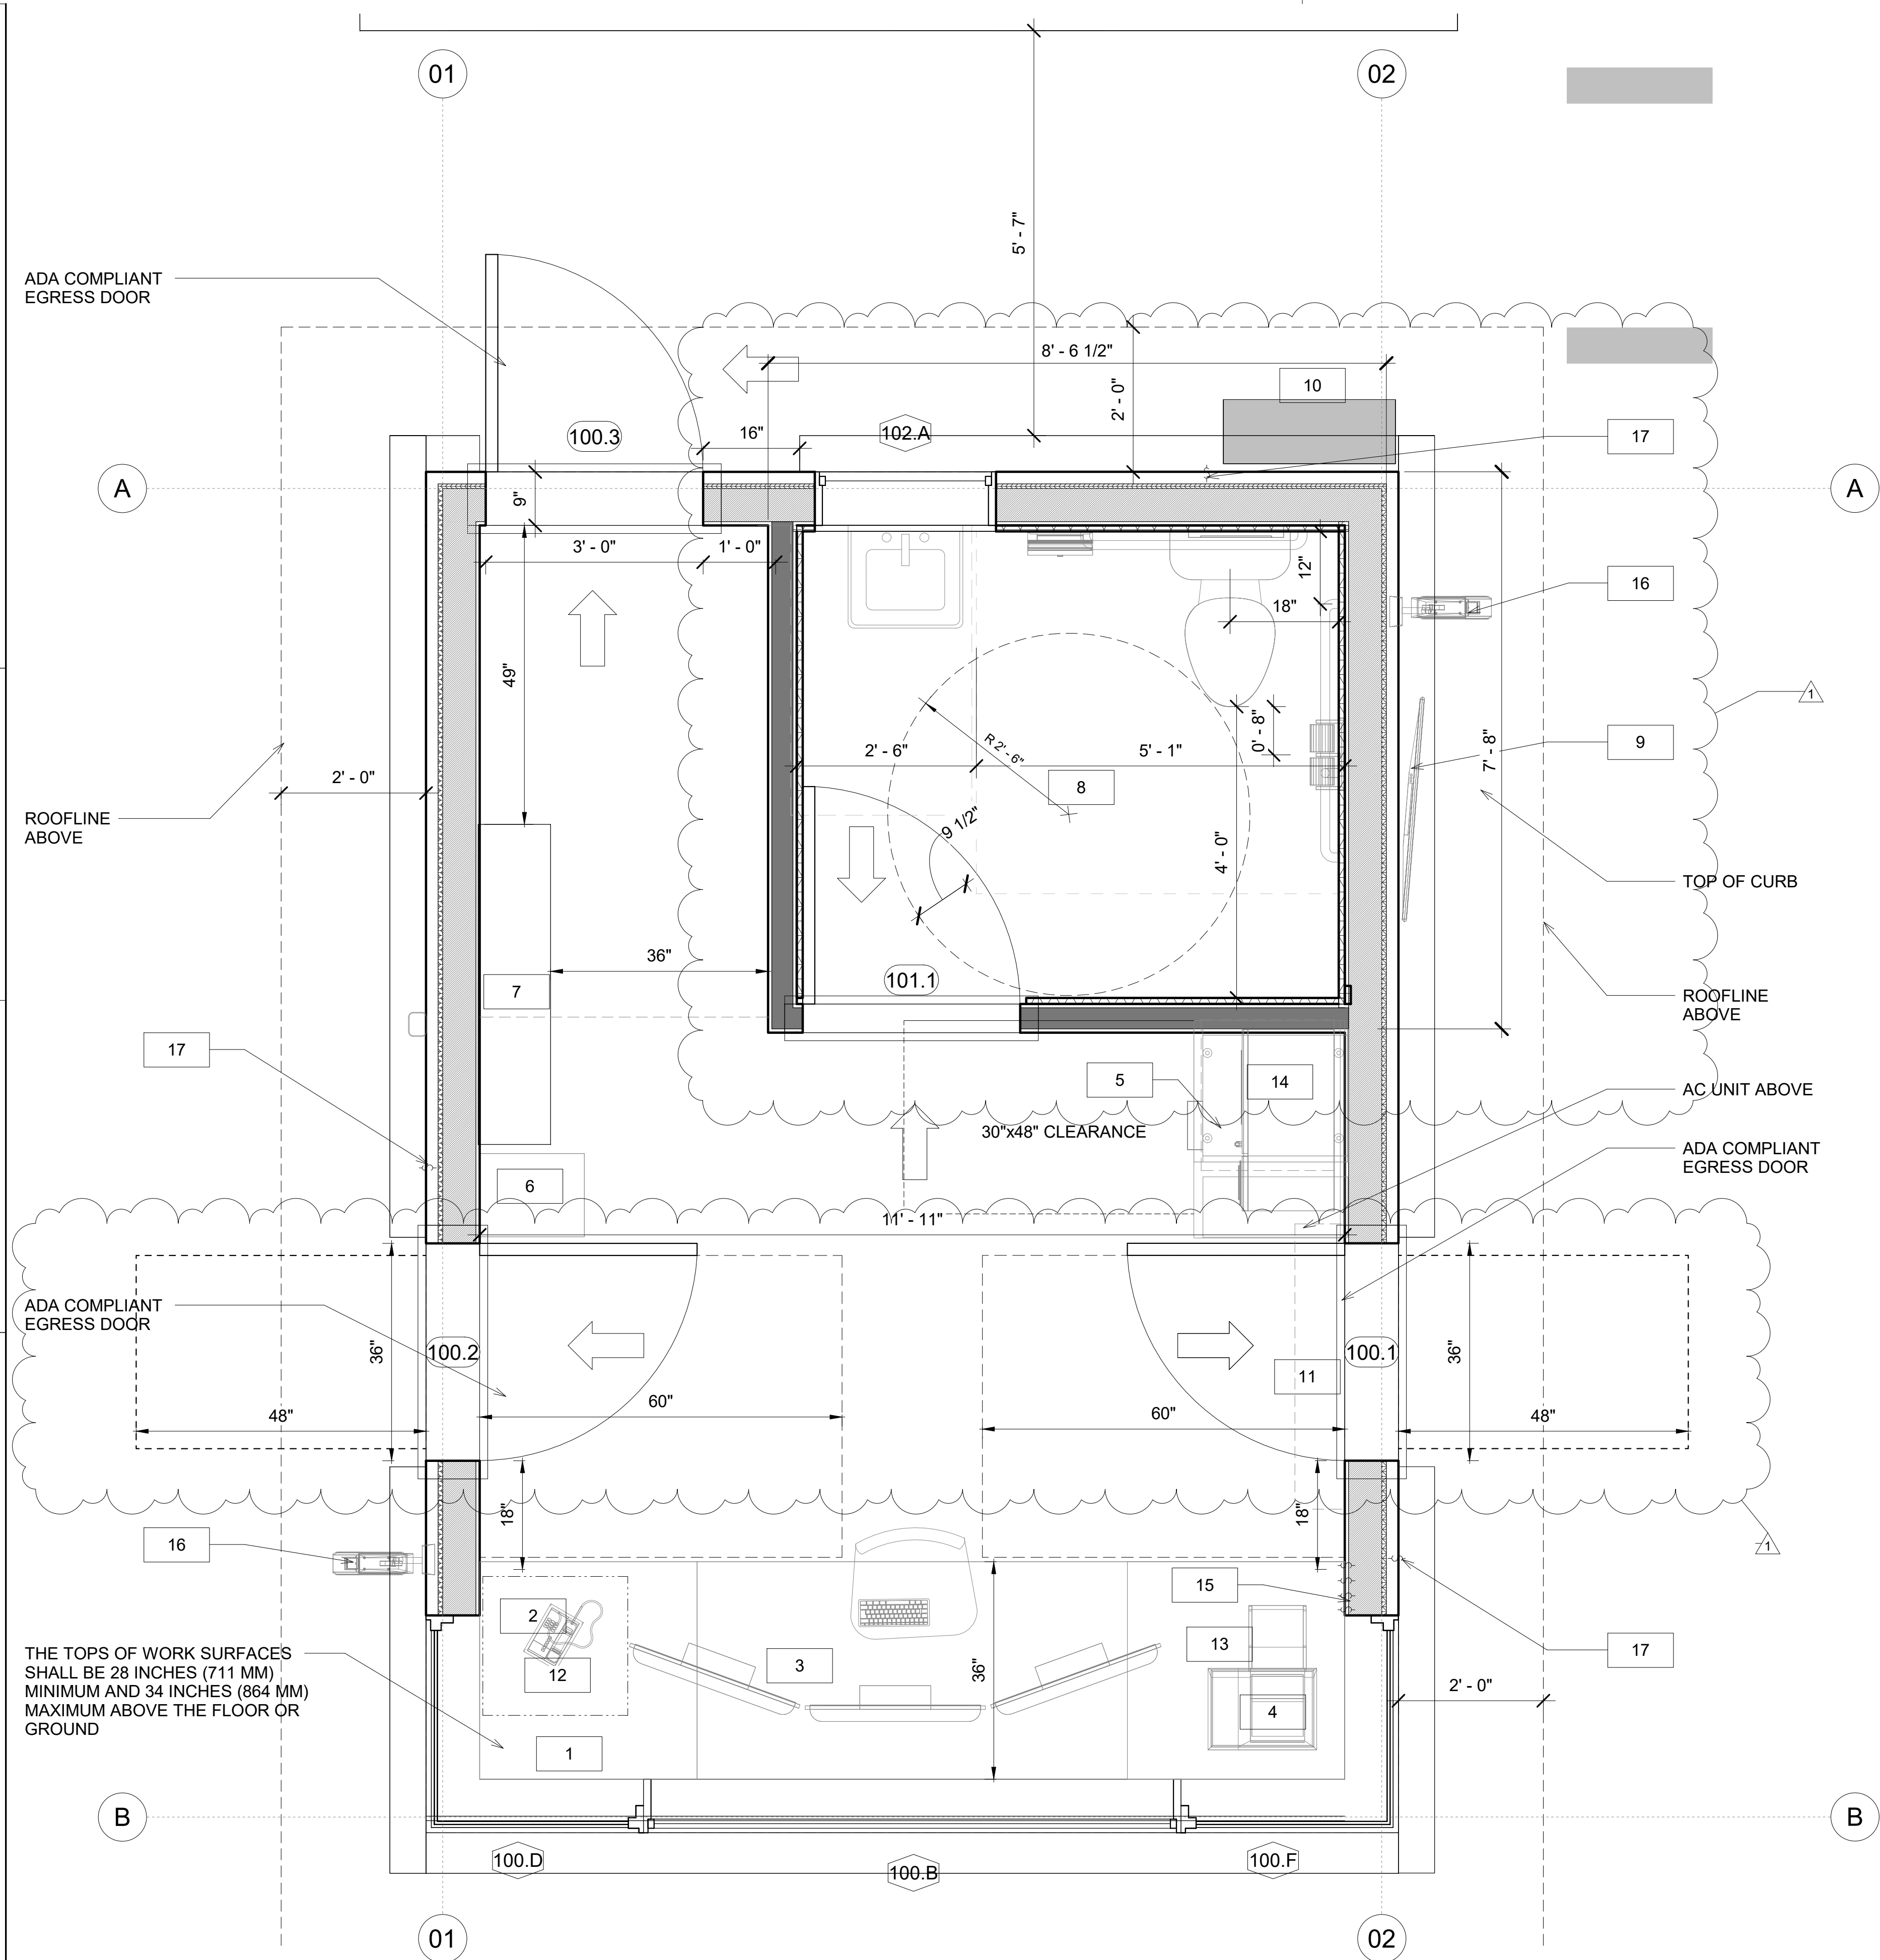 01
02
5' - 7"
ADA COMPLIANT
EGRESS DOOR
8' - 6 1/2"
2' - 0"
10
100.3
16"
102.A
17
A
A
9"
3' - 0"
1' - 0"
12"
18"
16
49"
1
2' - 6"
R 2' - 6"
5' - 1"
0' - 8"
7' - 8"
9
2' - 0"
8
ROOFLINE
ABOVE
9 1/2"
4' - 0"
TOP OF CURB
36"
101.1
7
ROOFLINE
ABOVE
17
5
14
AC UNIT ABOVE
30"x48" CLEARANCE
ADA COMPLIANT
EGRESS DOOR
6
11' - 11"
ADA COMPLIANT
EGRESS DOOR
36"
100.2
11
100.1
36"
48"
60"
60"
48"
18"
18"
16
1
15
2
13
17
THE TOPS OF WORK SURFACES
SHALL BE 28 INCHES (711 MM)
MINIMUM AND 34 INCHES (864 MM)
MAXIMUM ABOVE THE FLOOR OR
GROUND
12
3
36"
2' - 0"
4
1
B
B
100.D
100.B
100.F
01
02